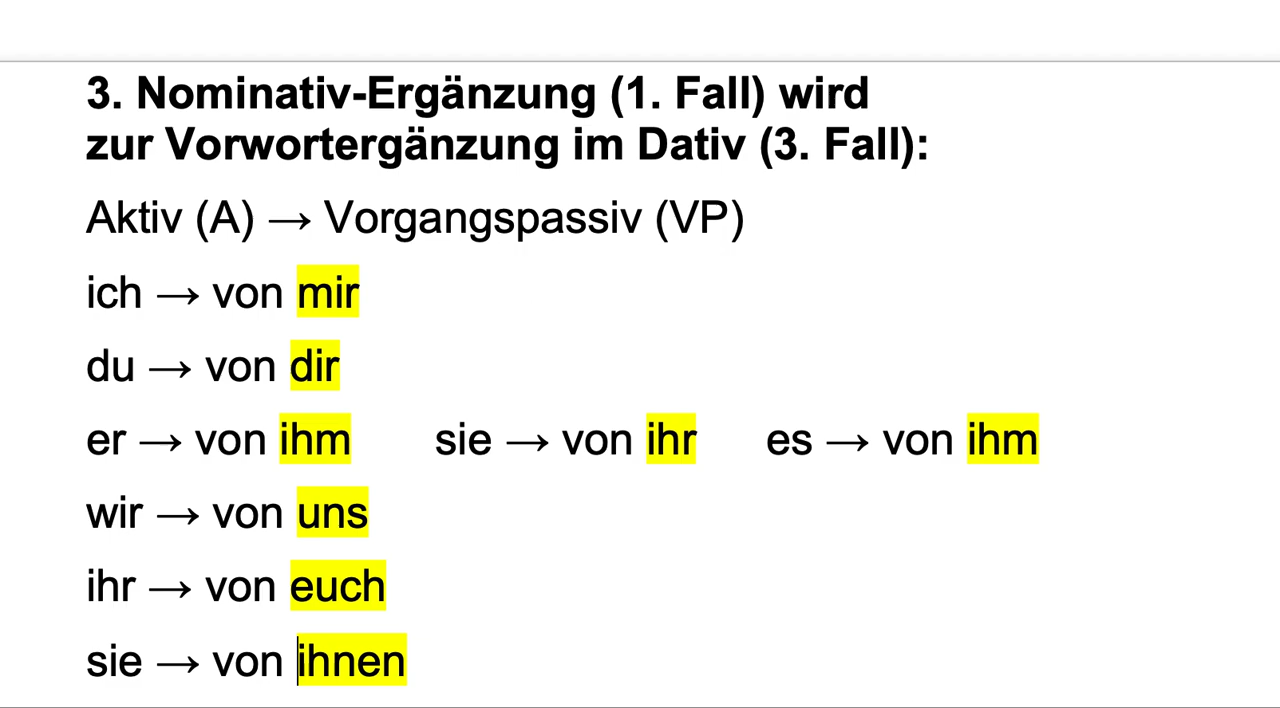 3. Nominativ-Ergänzung (1. Fall) wird
zur Vorwortergänzung im Dativ (3. Fall):
Aktiv (A) → Vorgangspassiv (VP)
ich → von mir
du → von dir
er → von ihm sie → von ihr es → von ihm
wir → von uns
ihr → von euch
sie → von ihnen